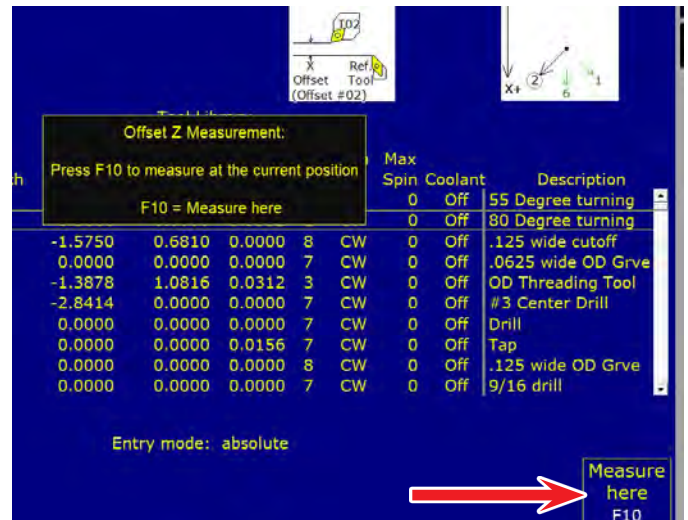 T02
X Ref.
Offset Tool
(Offset #02)
X+ 2 6 1
Offset Z Measurement:
Press F10 to measure at the current position
F10 = Measure here
Max
Spin Coolant Description
0 Off 55 Degree turning
0 Off 80 Degree turning
-1.5750 0.6810 0.0000 8 CW 0 Off .125 wide cutoff
0.0000 0.0000 0.0000 7 CW 0 Off .0625 wide OD Grve
-1.3878 1.0816 0.0312 3 CW 0 Off OD Threading Tool
-2.8414 0.0000 0.0000 7 CW 0 Off #3 Center Drill
0.0000 0.0000 0.0000 7 CW 0 Off Drill
0.0000 0.0000 0.0156 7 CW 0 Off Tap
0.0000 0.0000 0.0000 8 CW 0 Off .125 wide OD Grve
0.0000 0.0000 0.0000 7 CW 0 Off 9/16 drill
Entry mode: absolute
Measure
here
F10